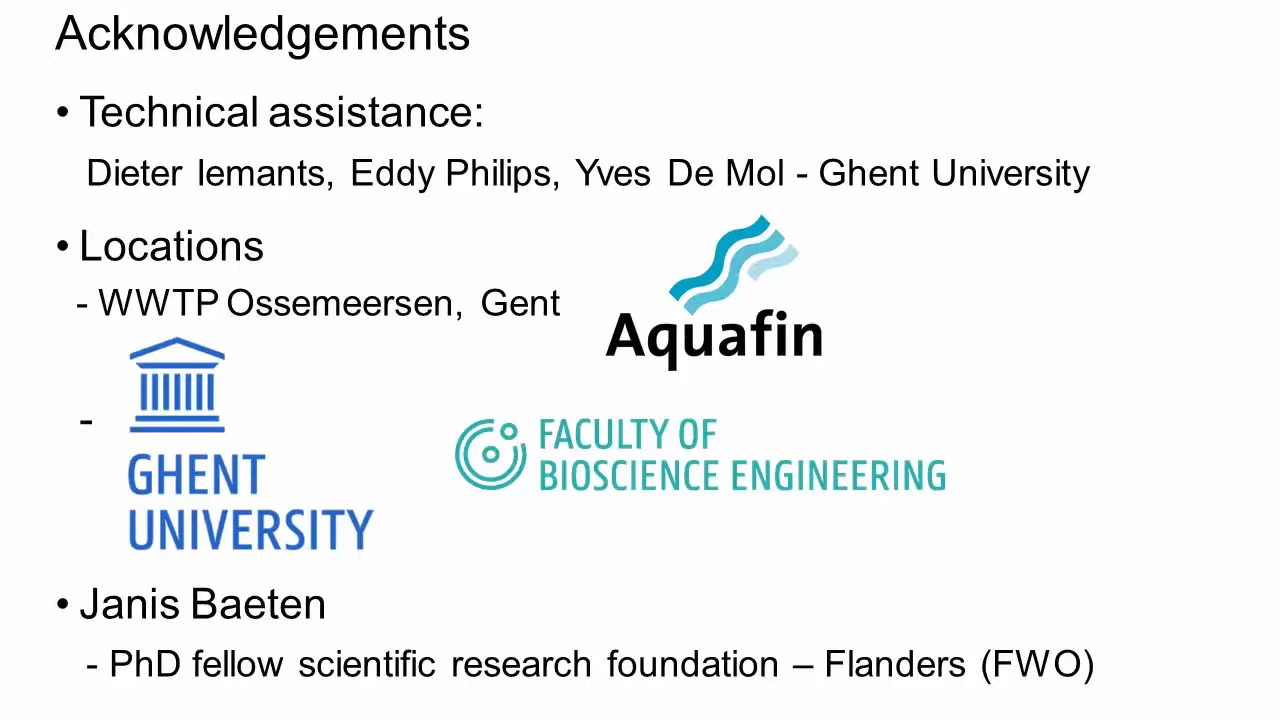 Acknowledgements
• Technical assistance:
Dieter Iemants, Eddy Philips, Yves De Mol - Ghent University
• Locations
- WWTP Ossemeersen, Gent
Aquafin
-
GHENT
UNIVERSITY
FACULTY OF
BIOSCIENCE ENGINEERING
• Janis Baeten
- PhD fellow scientific research foundation – Flanders (FWO)